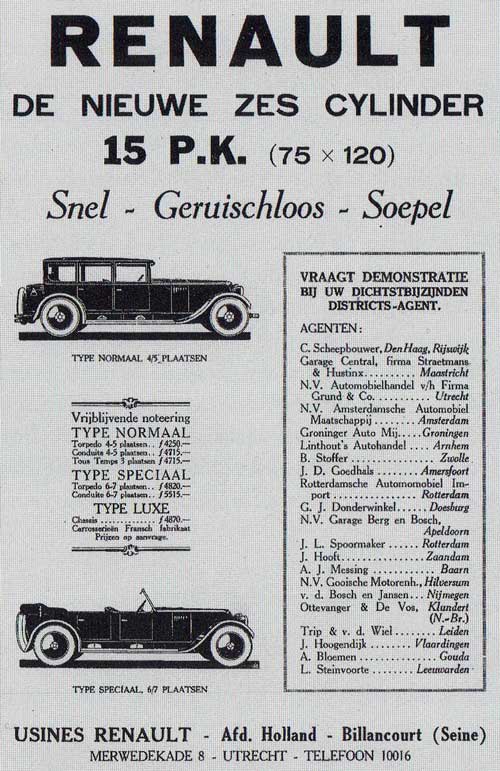 RENAULT
DE NIEUWE ZES CYLINDER
15 P.K. (75 × 120)
Snel - Geruischloos - Soepel
TYPE NORMAAL 4/5 PLAATSEN
Vrijblijvende noteering
TYPE NORMAAL
Torpedo 4-5 plaatsen.. f 4250.—
Conduite 4-5 plaatsen.. f 4715.—
Tous Temps 3 plaatsen f 4715.—
TYPE SPECIAAL
Torpedo 6-7 plaatsen.. f 4820.—
Conduite 6-7 plaatsen.. f 5515.—
TYPE LUXE
Chassis .............. f 4870.—
Carrosserieën Fransch fabrikaat
Prijzen op aanvrage.
TYPE SPECIAAL, 6/7 PLAATSEN
VRAAGT DEMONSTRATIE
BIJ UW DICHTSTBIJZIJNDEN
DISTRICTS-AGENT.
AGENTEN:
C. Scheepbouwer, Den Haag, Rijswijk
Garage Central, firma Straetmans
& Hustinx.......... Maastricht
N.V. Automobielhandel v/h Firma
Grund & Co. .......... Utrecht
N.V. Amsterdamsche Automobiel
Maatschappij ....... Amsterdam
Groninger Auto Mij..... Groningen
Linthout's Autohandel .... Arnhem
B. Stoffer ............... Zwolle
J. D. Goedhals ....... Amersfoort
Rotterdamsche Automomobiel Im-
port ............... Rotterdam
G. J. Donderwinkel..... Doesburg
N.V. Garage Berg en Bosch,
Apeldoorn
J. L. Spoormaker ...... Rotterdam
J. Hooft.............. Zaandam
A. J. Messing ........... Baarn
N.V. Gooische Motorenh., Hilversum
v. d. Bosch en Jansen... Nijmegen
Ottevanger & De Vos, Klundert
(N.-Br.)
Trip & v. d. Wiel ........ Leiden
J. Hoogendijk ....... Vlaardingen
A. Bloemen ............ Gouda
L. Steinvoorte ....... Leeuwarden
USINES RENAULT - Afd. Holland - Billancourt (Seine)
MERWEDEKADE 8 - UTRECHT - TELEFOON 10016